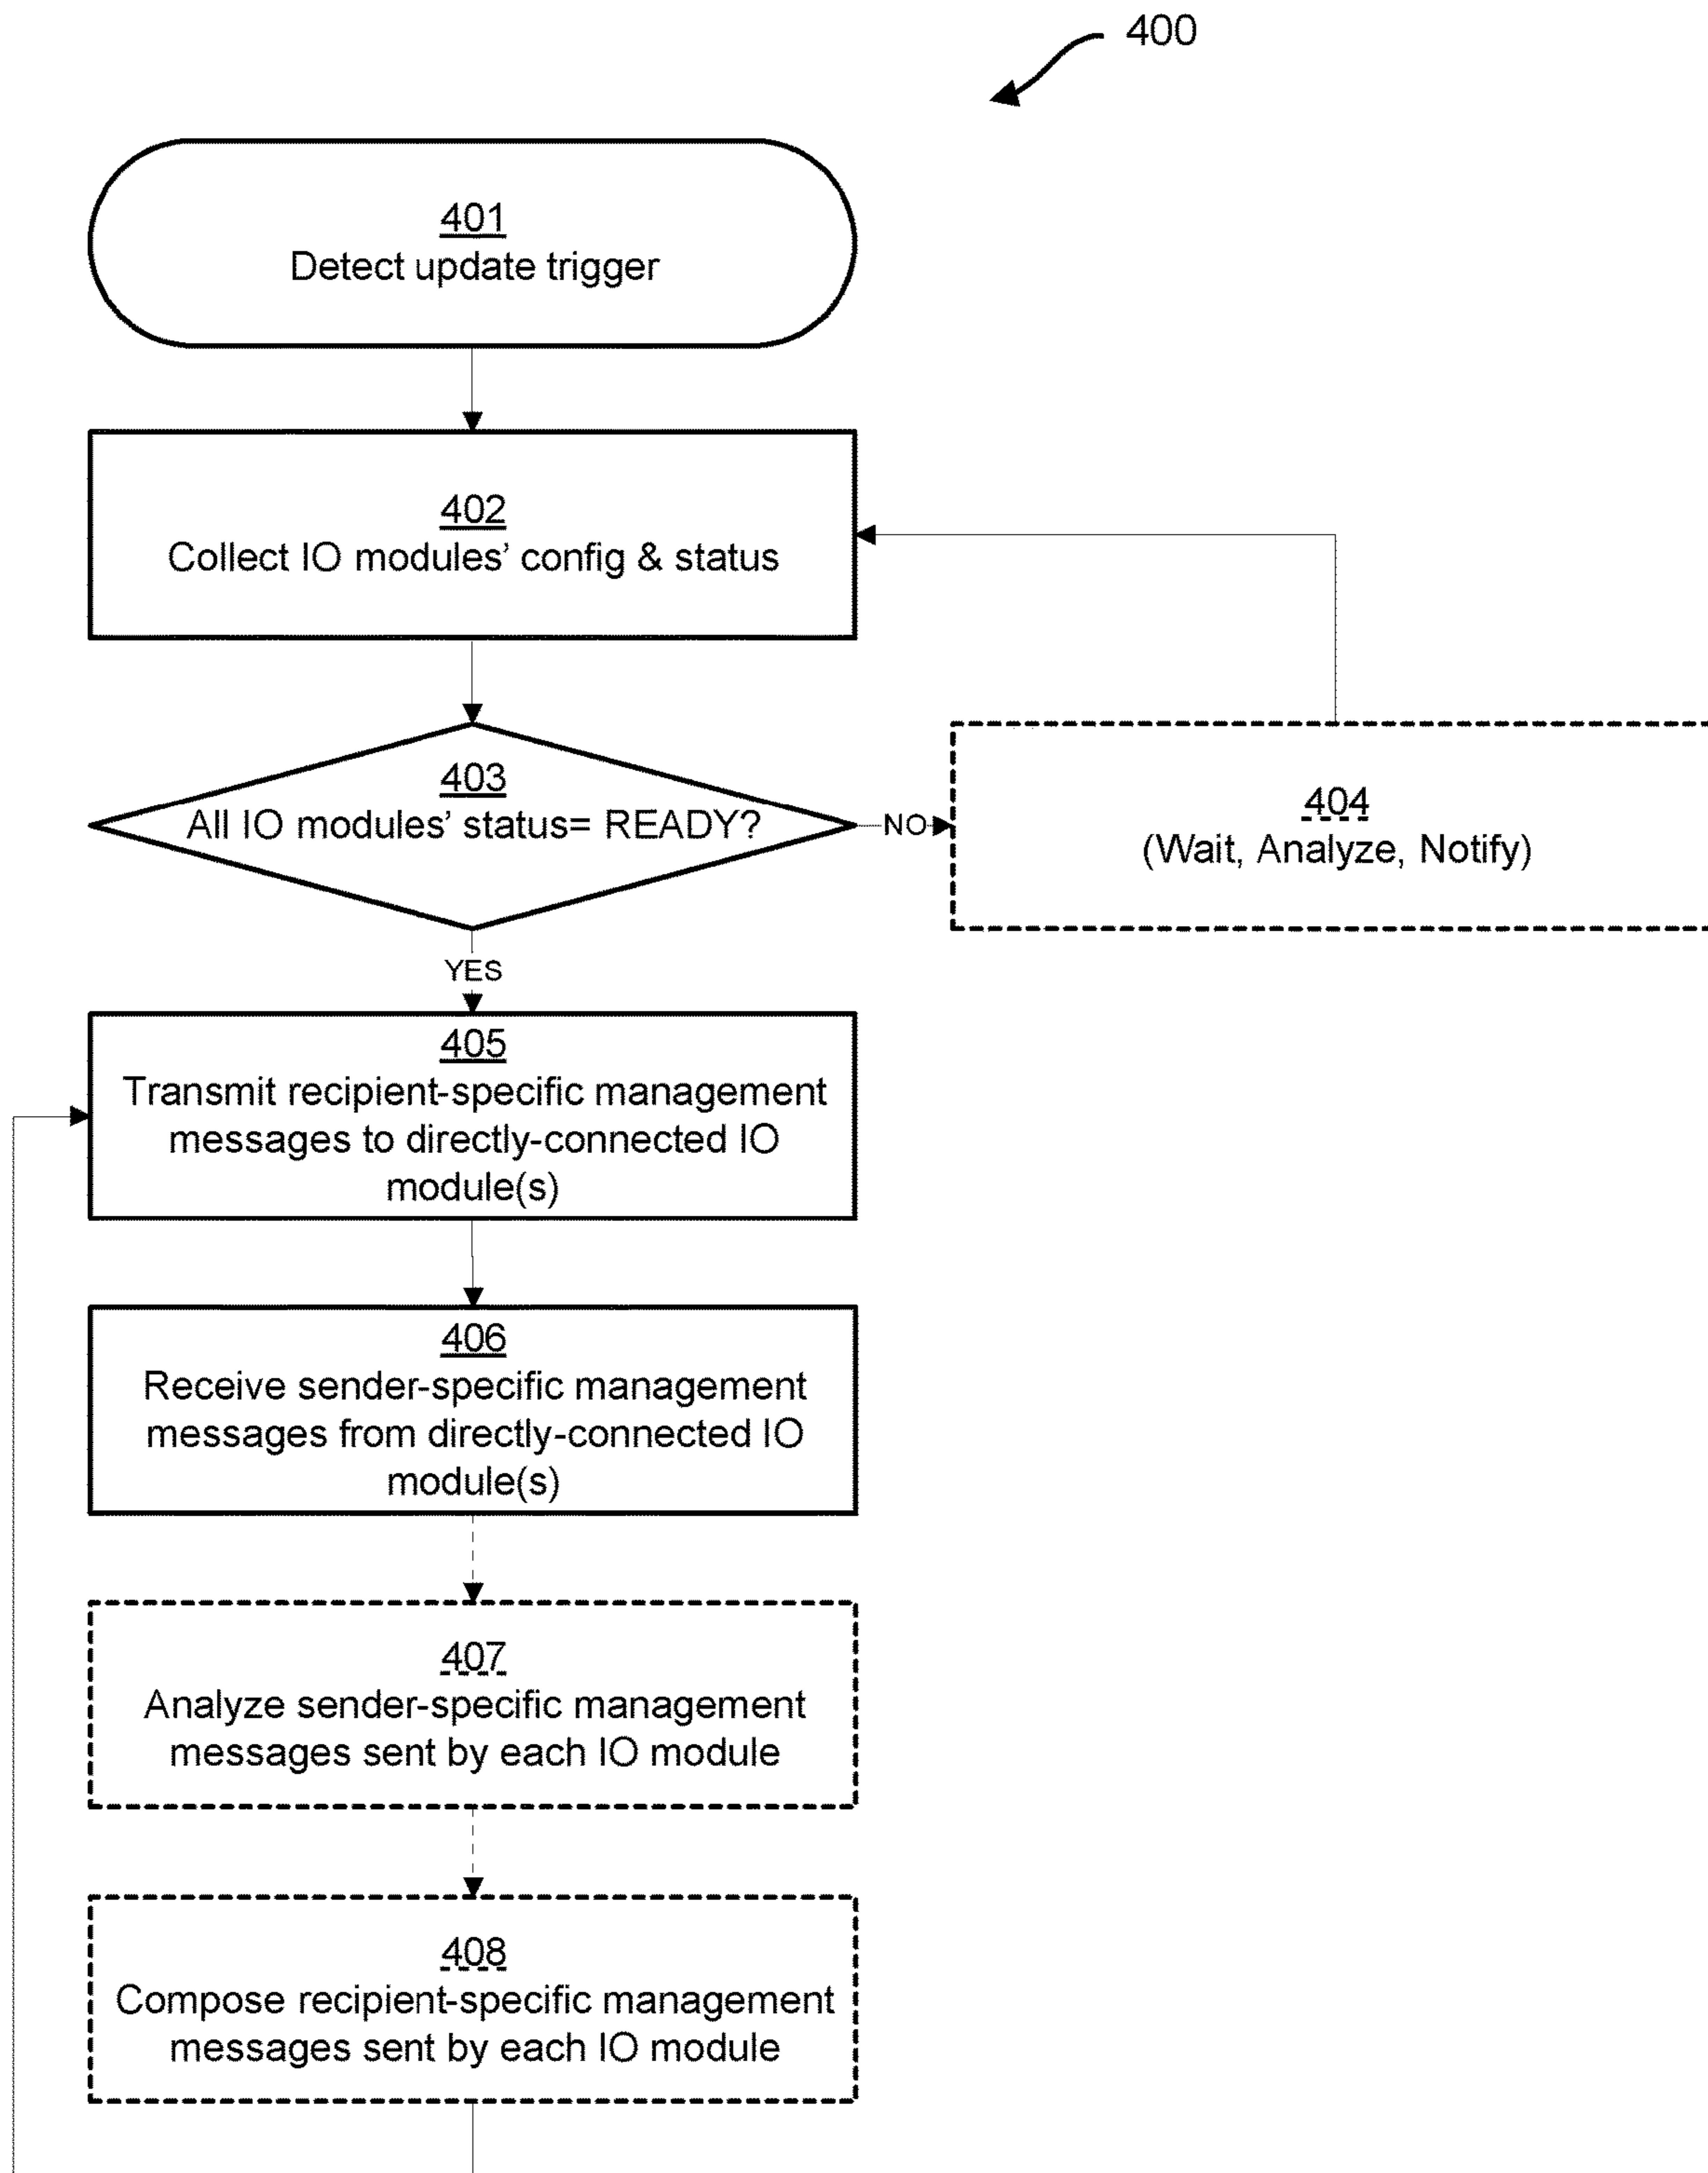 400
401
Detect update trigger
402
Collect IO modules’ config & status
403
All IO modules’ status= READY?
NO
404
(Wait, Analyze, Notify)
YES
405
Transmit recipient-specific management
messages to directly-connected IO
module(s)
406
Receive sender-specific management
messages from directly-connected IO
module(s)
407
Analyze sender-specific management
messages sent by each IO module
408
Compose recipient-specific management
messages sent by each IO module